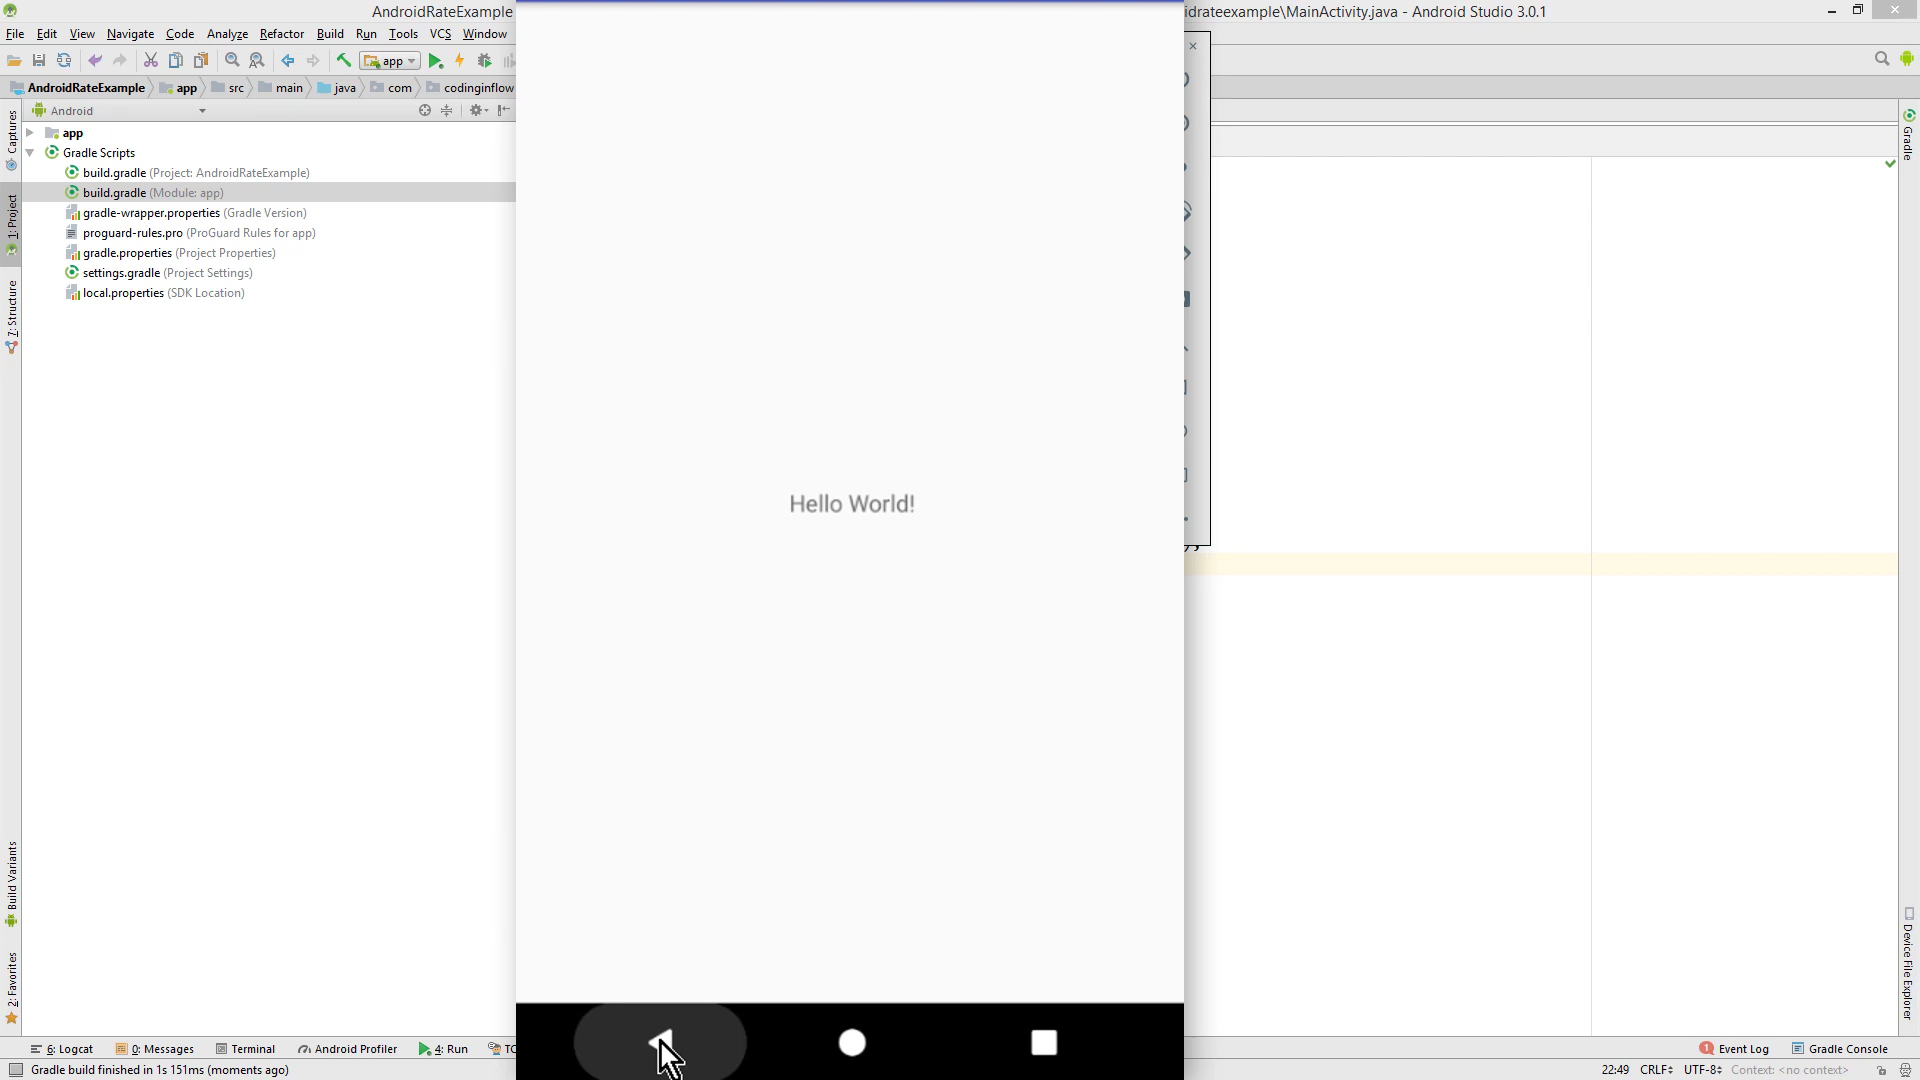 AndroidRateExample
idrateexample\MainActivity.java - Android Studio 3.0.1
File Edit View Navigate Code Analyze Refactor Build Run Tools VCS Window
app
AndroidRateExample app src main java com codinginflow
Android
app
Gradle Scripts
build.gradle (Project: AndroidRateExample)
build.gradle (Module: app)
gradle-wrapper.properties (Gradle Version)
proguard-rules.pro (ProGuard Rules for app)
gradle.properties (Project Properties)
settings.gradle (Project Settings)
local.properties (SDK Location)
Captures
1: Project
7: Structure
Build Variants
2: Favorites
Hello World!
Gradle
Device File Explorer
6: Logcat 0: Messages Terminal Android Profiler 4: Run TO
1 Event Log Gradle Console
Gradle build finished in 1s 151ms (moments ago)
22:49 CRLF UTF-8 Context: <no context>